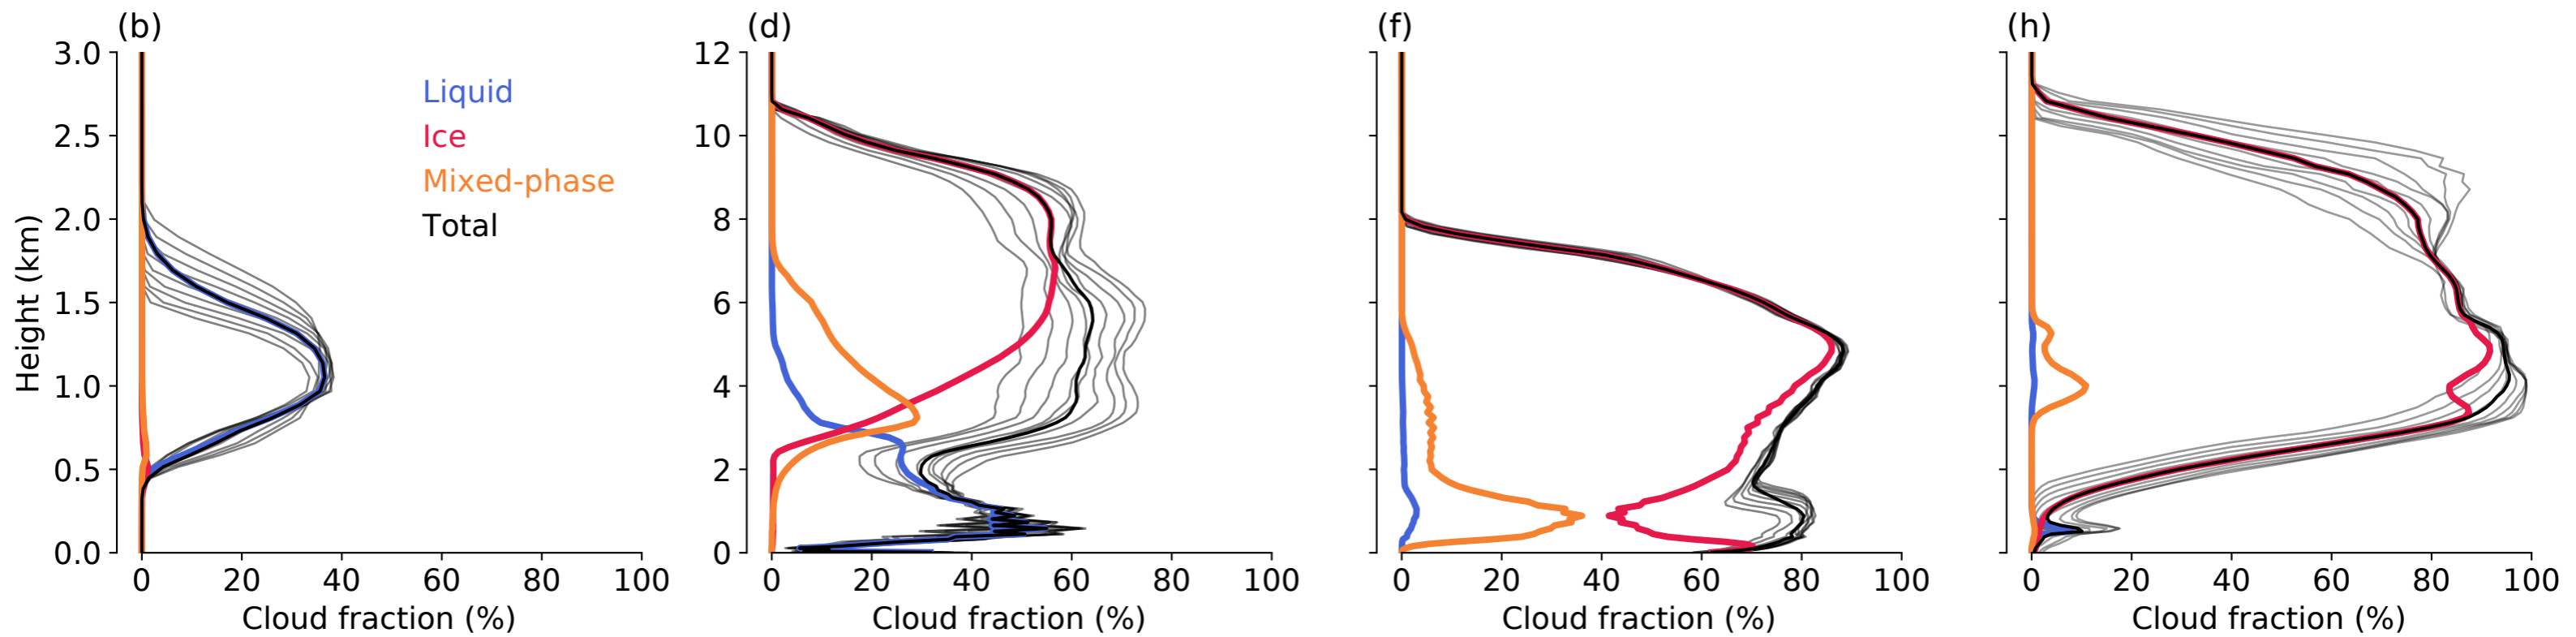 (b)
3.0
2.5
2.0
1.5
1.0
0.5
0.0
Height (km)
Liquid
Ice
Mixed-phase
Total
0 20 40 60 80 100
Cloud fraction (%)
(d)
12
10
8
6
4
2
0
0 20 40 60 80 100
Cloud fraction (%)
(f)
0 20 40 60 80 100
Cloud fraction (%)
(h)
0 20 40 60 80 100
Cloud fraction (%)